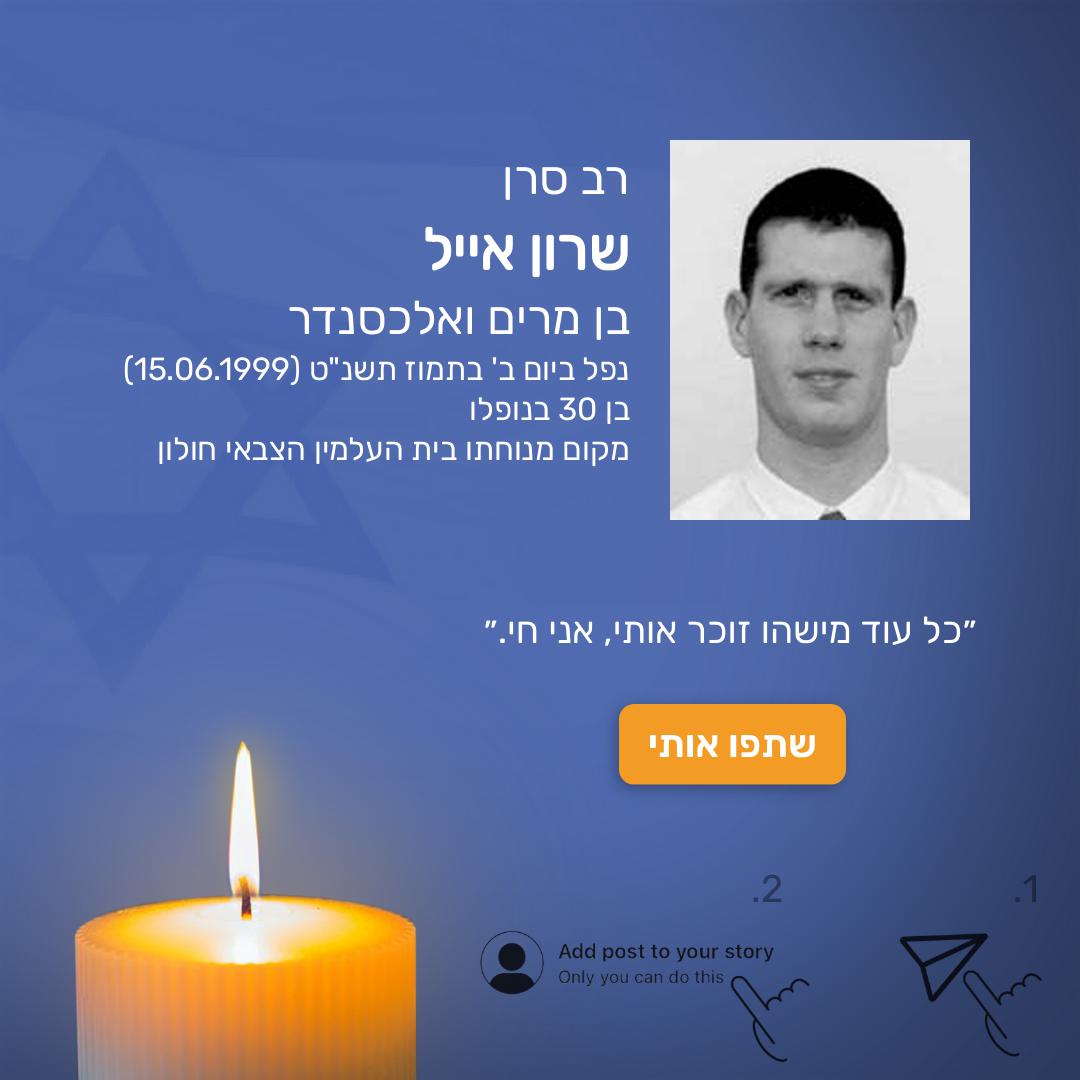 רב סרן
שרון אייל
בן מרים ואלכסנדר
נפל ביום ב' בתמוז תשנ"ט (15.06.1999)
בן 30 בנופלו
מקום מנוחתו בית העלמין הצבאי חולון
״כל עוד מישהו זוכר אותי, אני חי.״
שתפו אותי
.1
.2
Add post to your story
Only you can do this